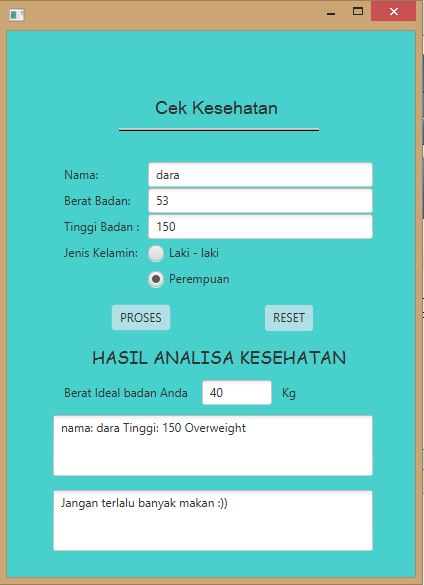 Cek Kesehatan
Nama: dara
Berat Badan: 53
Tinggi Badan : 150
Jenis Kelamin: Laki - laki
Perempuan
PROSES RESET
HASIL ANALISA KESEHATAN
Berat Ideal badan Anda 40 Kg
nama: dara Tinggi: 150 Overweight
Jangan terlalu banyak makan :))